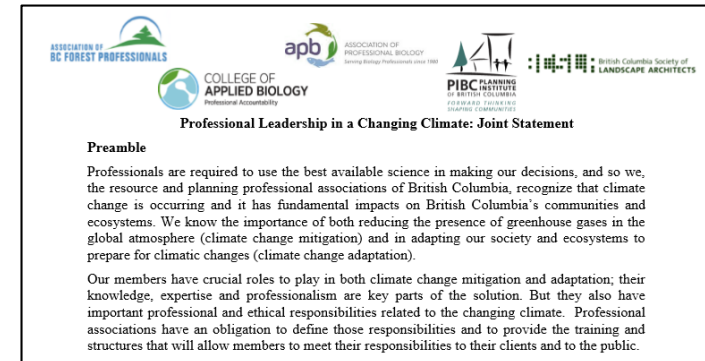 ASSOCIATION OF
BC FOREST PROFESSIONALS
apb
ASSOCIATION OF
PROFESSIONAL BIOLOGY
Serving Biology Professionals since 1980
COLLEGE OF
APPLIED BIOLOGY
Professional Accountability
PIBC PLANNING
INSTITUTE
OF BRITISH COLUMBIA
FORWARD THINKING
SHAPING COMMUNITIES
British Columbia Society of
LANDSCAPE ARCHITECTS
Professional Leadership in a Changing Climate: Joint Statement
Preamble
Professionals are required to use the best available science in making our decisions, and so we,
the resource and planning professional associations of British Columbia, recognize that climate
change is occurring and it has fundamental impacts on British Columbia's communities and
ecosystems. We know the importance of both reducing the presence of greenhouse gases in the
global atmosphere (climate change mitigation) and in adapting our society and ecosystems to
prepare for climatic changes (climate change adaptation).
Our members have crucial roles to play in both climate change mitigation and adaptation; their
knowledge, expertise and professionalism are key parts of the solution. But they also have
important professional and ethical responsibilities related to the changing climate. Professional
associations have an obligation to define those responsibilities and to provide the training and
structures that will allow members to meet their responsibilities to their clients and to the public.